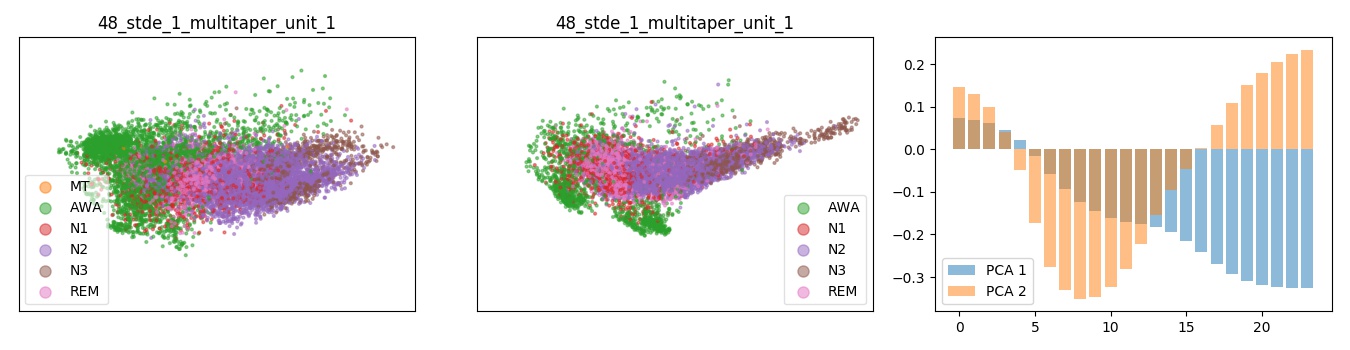 48_stde_1_multitaper_unit_1
MT
AWA
N1
N2
N3
REM
48_stde_1_multitaper_unit_1
AWA
N1
N2
N3
REM
0.2
0.1
0.0
−0.1
−0.2
−0.3
PCA 1
PCA 2
0 5 10 15 20